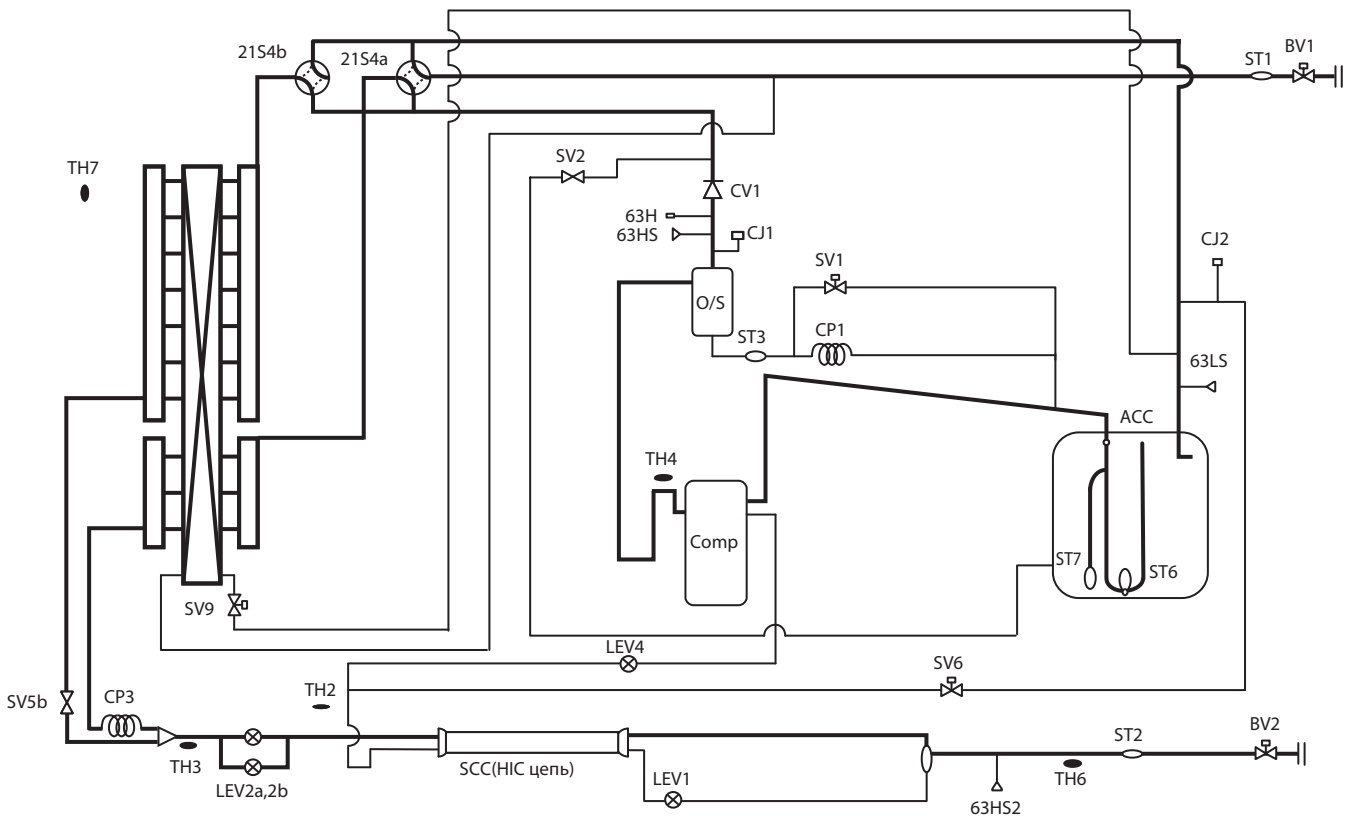 21S4b
21S4a
ST1
BV1
TH7
SV2
CV1
63H
63HS
CJ1
CJ2
SV1
O/S
ST3
CP1
63LS
ACC
TH4
Comp
ST7
ST6
SV9
LEV4
SV6
TH2
SV5b
CP3
BV2
ST2
TH3
SCC(HIC цепь)
LEV1
TH6
LEV2a,2b
63HS2